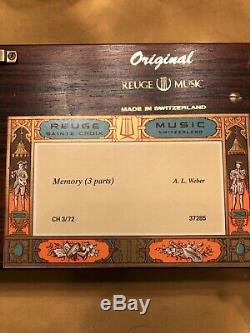 Original
REUGE MUSIC
MADE IN SWITZERLAND
REUGE MUSIC
SAINTE-CROIX SWITZERLAND
Memory (3 parts) A. L. Weber
CH 3/72 37285